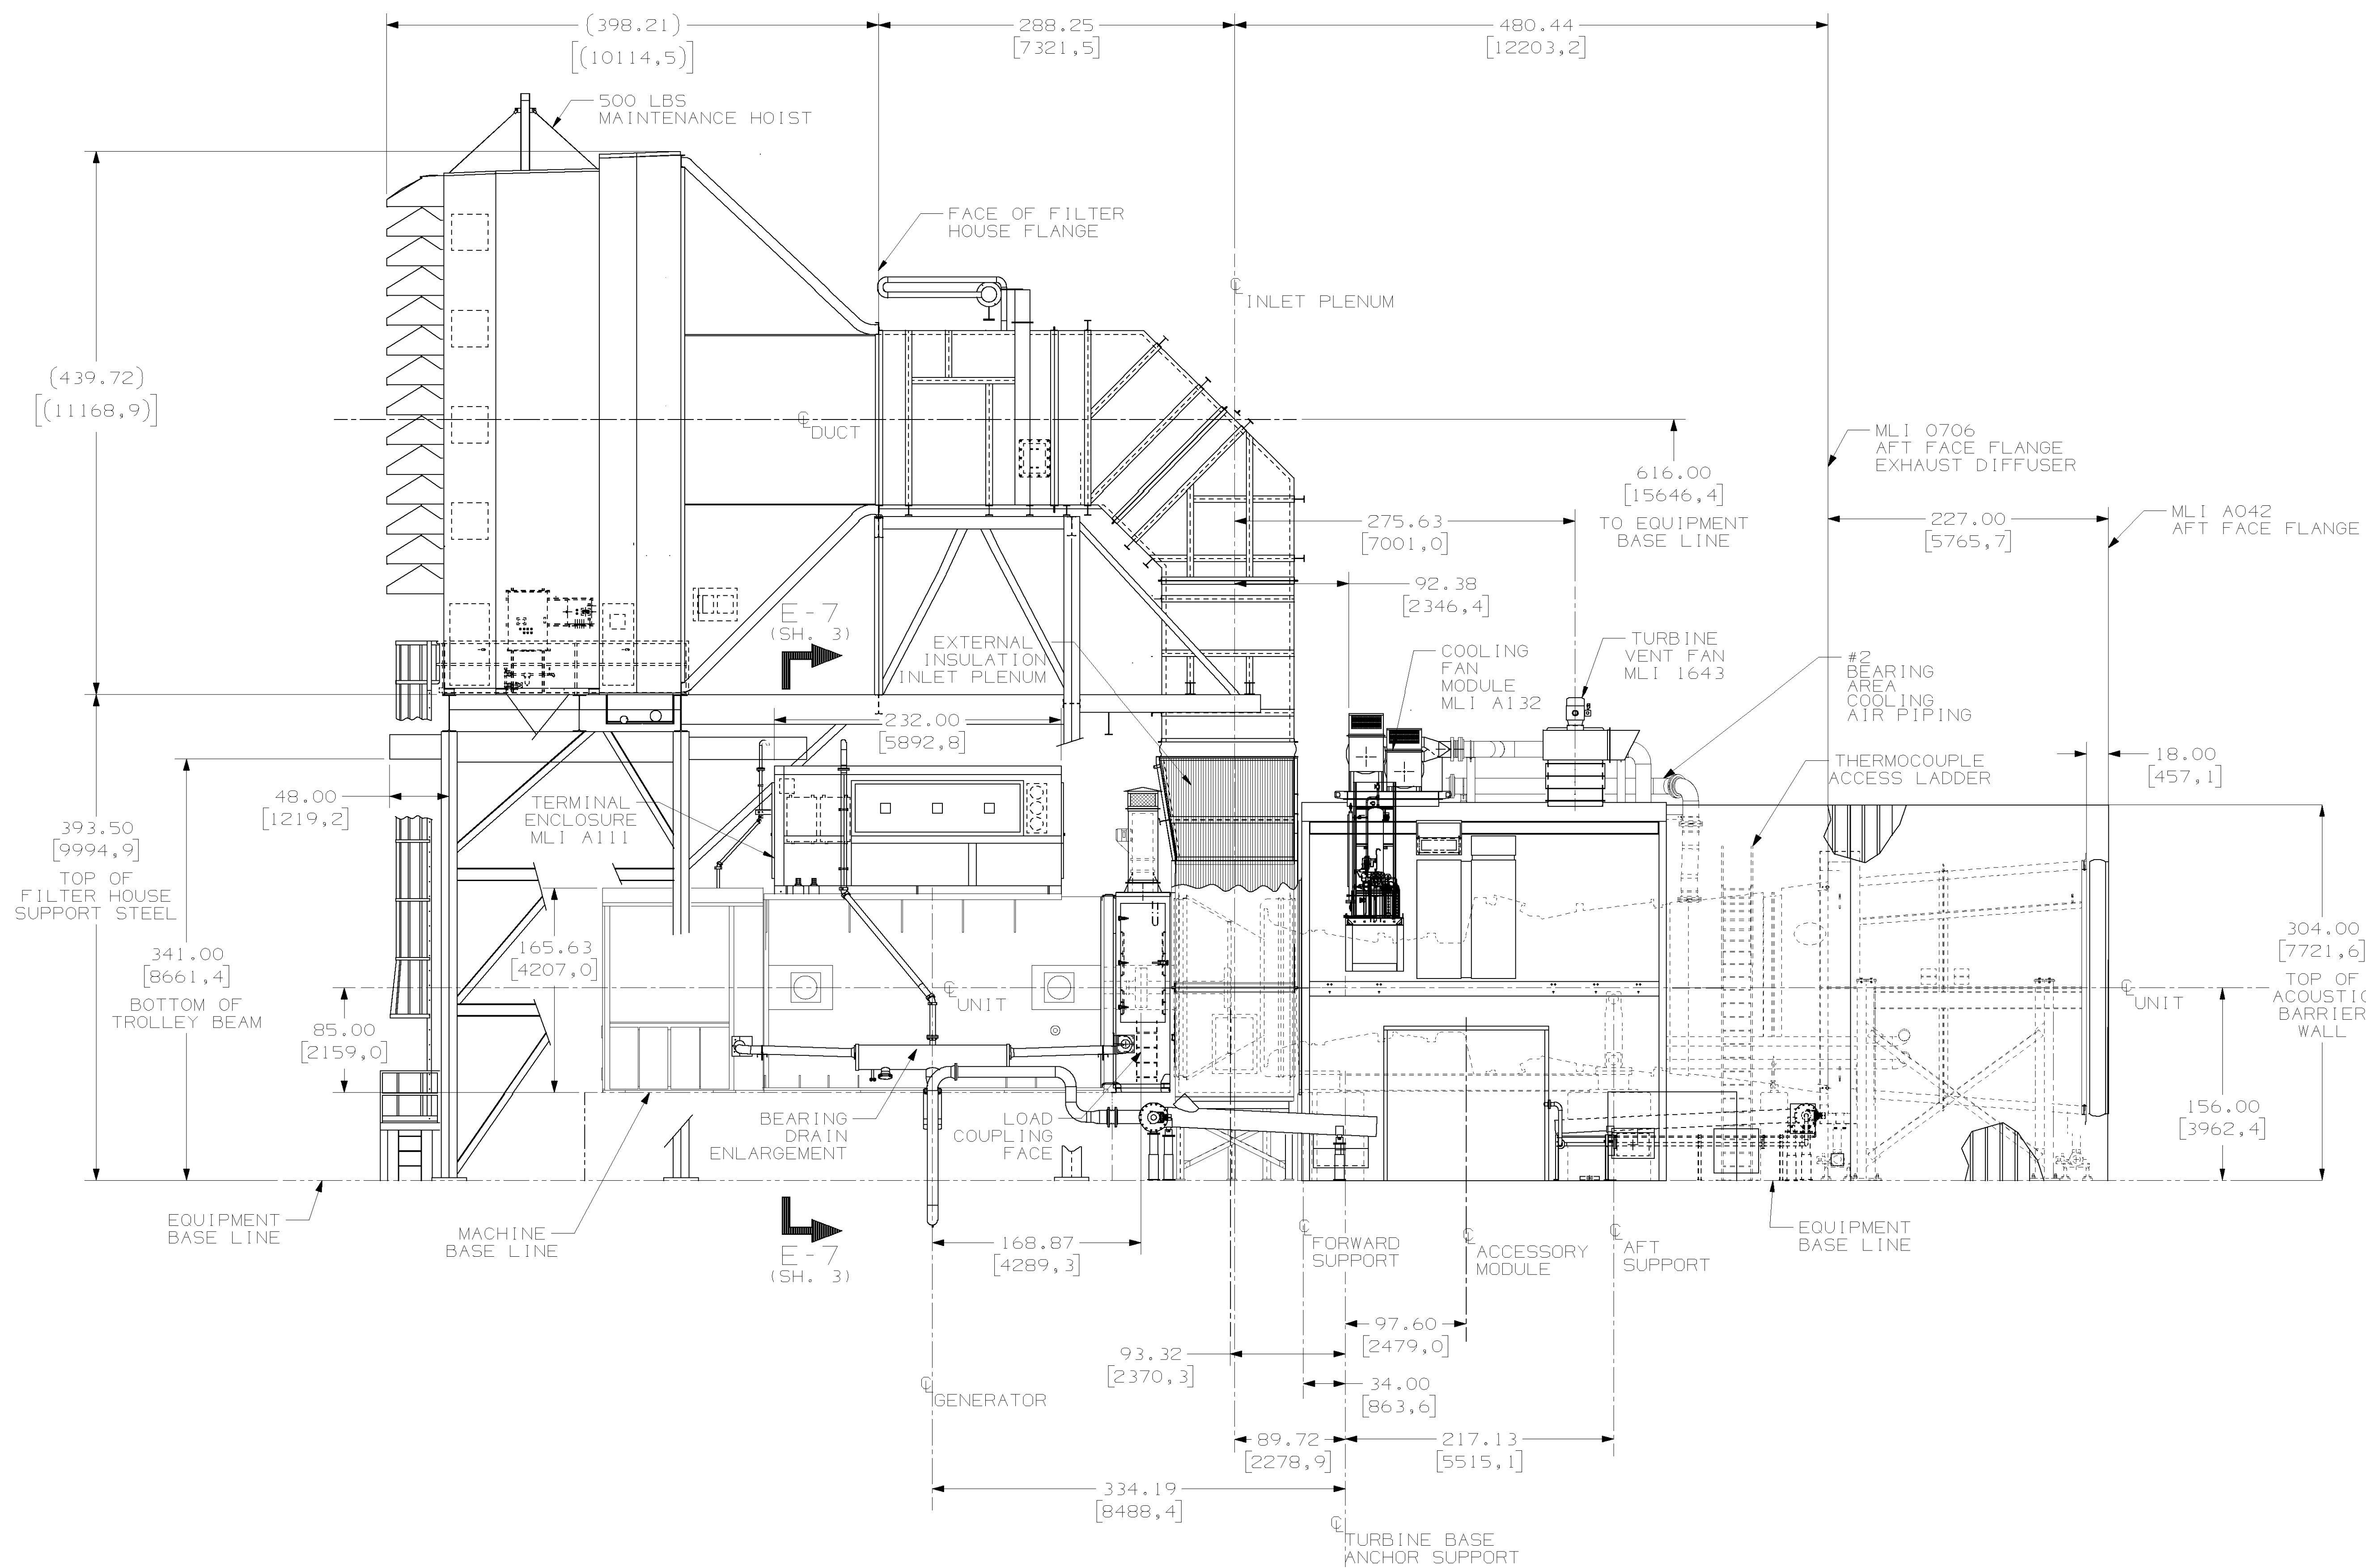 (398.21)
[(10114,5)]
288.25
[7321,5]
480.44
[12203,2]
500 LBS
MAINTENANCE HOIST
FACE OF FILTER
HOUSE FLANGE
℄ INLET PLENUM
(439.72)
[(11168,9)]
℄ DUCT
MLI 0706
AFT FACE FLANGE
EXHAUST DIFFUSER
616.00
[15646,4]
TO EQUIPMENT
BASE LINE
275.63
[7001,0]
227.00
[5765,7]
MLI A042
AFT FACE FLANGE
92.38
[2346,4]
E-7
(SH. 3)
EXTERNAL
INSULATION
INLET PLENUM
COOLING
FAN
MODULE
MLI A132
TURBINE
VENT FAN
MLI 1643
#2
BEARING
AREA
COOLING
AIR PIPING
232.00
[5892,8]
18.00
[457,1]
THERMOCOUPLE
ACCESS LADDER
48.00
[1219,2]
TERMINAL
ENCLOSURE
MLI A111
393.50
[9994,9]
TOP OF
FILTER HOUSE
SUPPORT STEEL
341.00
[8661,4]
BOTTOM OF
TROLLEY BEAM
165.63
[4207,0]
304.00
[7721,6]
TOP OF
ACOUSTIC
BARRIER
WALL
℄ UNIT
℄ UNIT
85.00
[2159,0]
156.00
[3962,4]
BEARING
DRAIN
ENLARGEMENT
LOAD
COUPLING
FACE
EQUIPMENT
BASE LINE
MACHINE
BASE LINE
E-7
(SH. 3)
168.87
[4289,3]
℄ FORWARD
SUPPORT
℄ ACCESSORY
MODULE
℄ AFT
SUPPORT
EQUIPMENT
BASE LINE
97.60
[2479,0]
93.32
[2370,3]
34.00
[863,6]
℄ GENERATOR
89.72
[2278,9]
217.13
[5515,1]
334.19
[8488,4]
℄ TURBINE BASE
ANCHOR SUPPORT